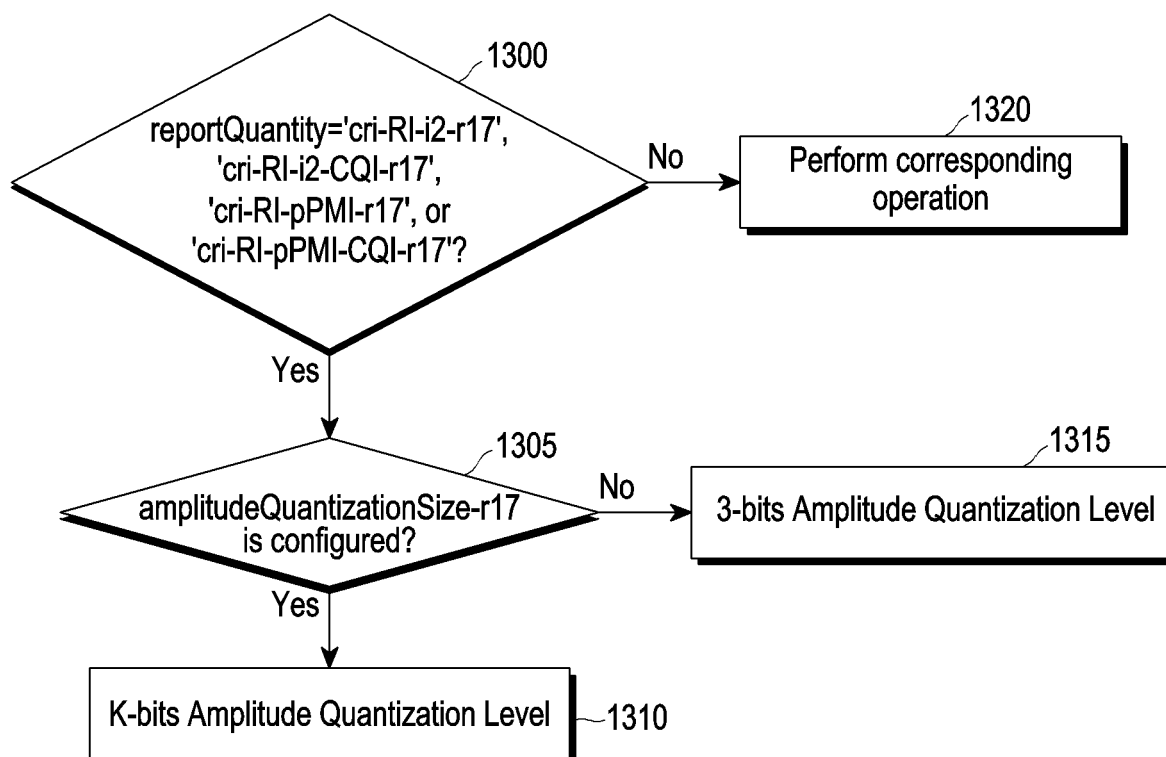 1300
reportQuantity='cri-RI-i2-r17',
'cri-RI-i2-CQI-r17',
'cri-RI-pPMI-r17', or
'cri-RI-pPMI-CQI-r17'?
No
1320
Perform corresponding
operation
Yes
1305
amplitudeQuantizationSize-r17
is configured?
No
1315
3-bits Amplitude Quantization Level
Yes
K-bits Amplitude Quantization Level
1310